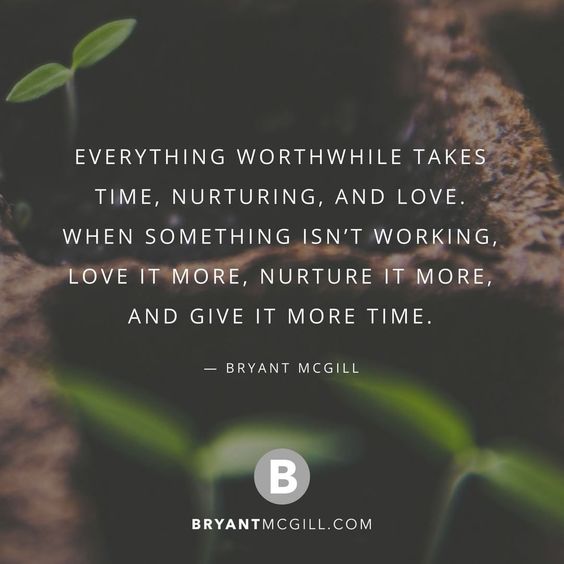 EVERYTHING WORTHWHILE TAKES
TIME, NURTURING, AND LOVE.
WHEN SOMETHING ISN’T WORKING,
LOVE IT MORE, NURTURE IT MORE,
AND GIVE IT MORE TIME.
— BRYANT MCGILL
B
BRYANTMCGILL.COM